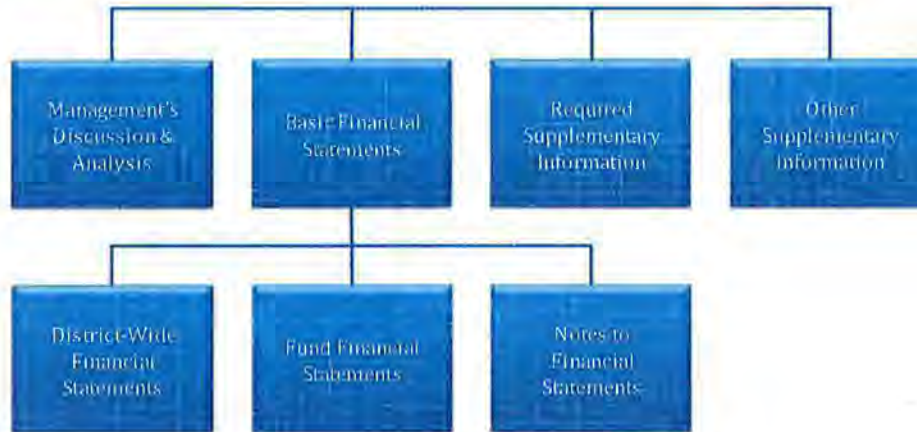 Management's
Discussion &
Analysis
Basic Financial
Statements
Required
Supplementary
Information
Other
Supplementary
Information
District-Wide
Financial
Statements
Fund Financial
Statements
Notes to
Financial
Statements